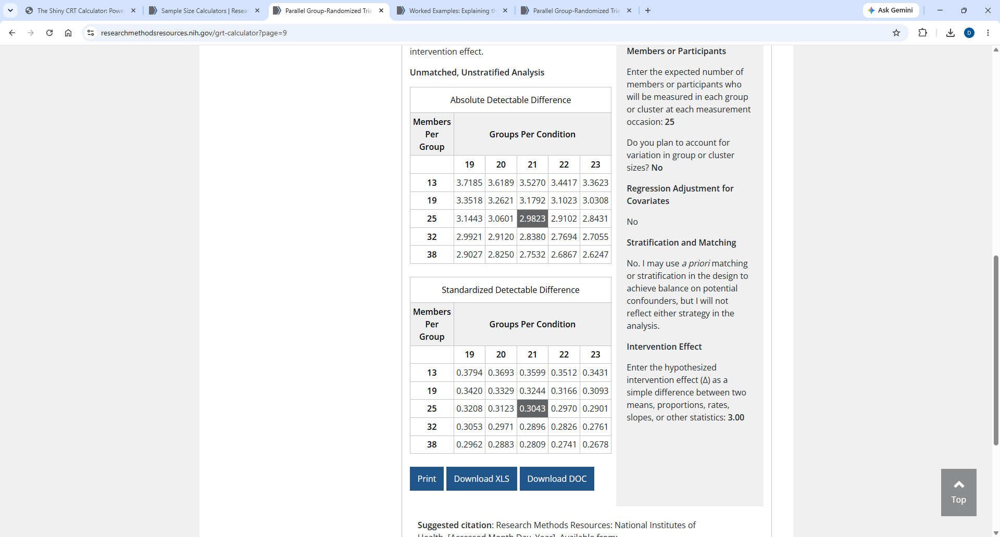 The Shiny CRT Calculator: Powe
Sample Size Calculators | Resea
Parallel Group-Randomized Tria
Worked Examples: Explaining th
Parallel Group-Randomized Tria
Ask Gemini
researchmethodsresources.nih.gov/grt-calculator?page=9
D
intervention effect.
Unmatched, Unstratified Analysis
Absolute Detectable Difference
Members Per Group
Groups Per Condition
19 20 21 22 23
13 3.7185 3.6189 3.5270 3.4417 3.3623
19 3.3518 3.2621 3.1792 3.1023 3.0308
25 3.1443 3.0601 2.9823 2.9102 2.8431
32 2.9921 2.9120 2.8380 2.7694 2.7055
38 2.9027 2.8250 2.7532 2.6867 2.6247
Standardized Detectable Difference
Members Per Group
Groups Per Condition
19 20 21 22 23
13 0.3794 0.3693 0.3599 0.3512 0.3431
19 0.3420 0.3329 0.3244 0.3166 0.3093
25 0.3208 0.3123 0.3043 0.2970 0.2901
32 0.3053 0.2971 0.2896 0.2826 0.2761
38 0.2962 0.2883 0.2809 0.2741 0.2678
Print
Download XLS
Download DOC
Members or Participants
Enter the expected number of
members or participants who
will be measured in each group
or cluster at each measurement
occasion: 25
Do you plan to account for
variation in group or cluster
sizes? No
Regression Adjustment for
Covariates
No
Stratification and Matching
No. I may use a priori matching
or stratification in the design to
achieve balance on potential
confounders, but I will not
reflect either strategy in the
analysis.
Intervention Effect
Enter the hypothesized
intervention effect (Δ) as a
simple difference between two
means, proportions, rates,
slopes, or other statistics: 3.00
Top
Suggested citation: Research Methods Resources: National Institutes of
Health. [Accessed Month Day, Year]. Available from: